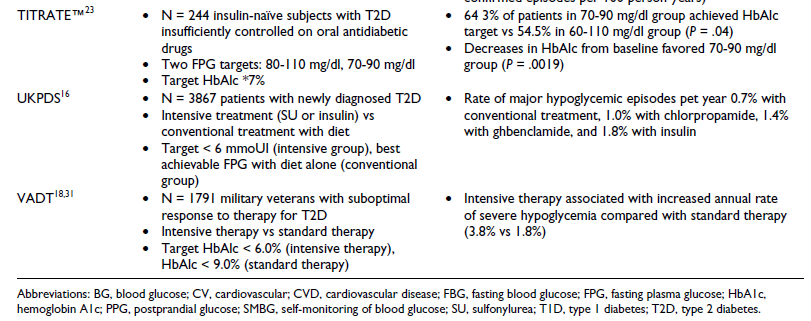 confirmed episodes per 100 person-years)
TITRATE™23
• N = 244 insulin-naïve subjects with T2D
insufficiently controlled on oral antidiabetic
drugs
• Two FPG targets: 80-110 mg/dl, 70-90 mg/dl
• Target HbAlc *7%
• 64 3% of patients in 70-90 mg/dl group achieved HbAlc
target vs 54.5% in 60-110 mg/dl group (P = .04)
• Decreases in HbAlc from baseline favored 70-90 mg/dl
group (P = .0019)
UKPDS16
• N = 3867 patients with newly diagnosed T2D
• Intensive treatment (SU or insulin) vs
conventional treatment with diet
• Target < 6 mmoUI (intensive group), best
achievable FPG with diet alone (conventional
group)
• Rate of major hypoglycemic episodes pet year 0.7% with
conventional treatment, 1.0% with chlorpropamide, 1.4%
with ghbenclamide, and 1.8% with insulin
VADT18,31
• N = 1791 military veterans with suboptimal
response to therapy for T2D
• Intensive therapy vs standard therapy
• Target HbAlc < 6.0% (intensive therapy),
HbAlc < 9.0% (standard therapy)
• Intensive therapy associated with increased annual rate
of severe hypoglycemia compared with standard therapy
(3.8% vs 1.8%)
Abbreviations: BG, blood glucose; CV, cardiovascular; CVD, cardiovascular disease; FBG, fasting blood glucose; FPG, fasting plasma glucose; HbA1c,
hemoglobin A1c; PPG, postprandial glucose; SMBG, self-monitoring of blood glucose; SU, sulfonylurea; T1D, type 1 diabetes; T2D, type 2 diabetes.